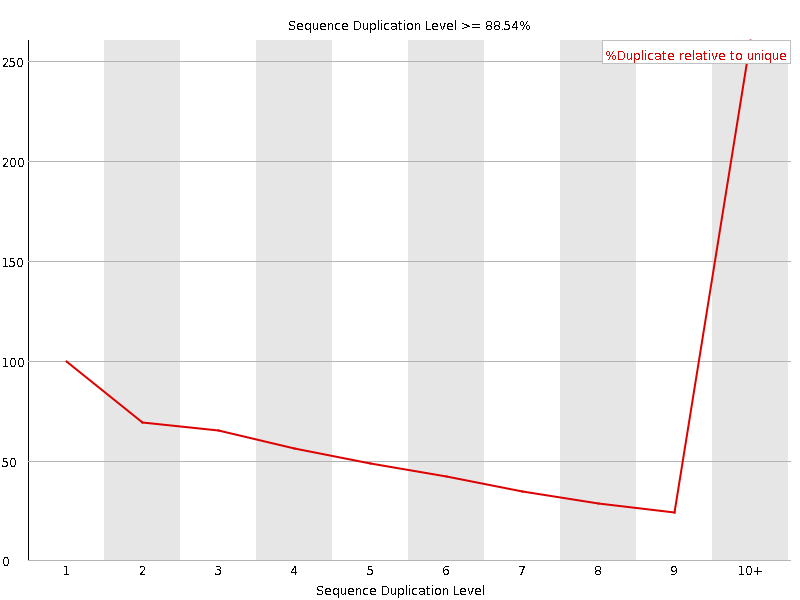 Sequence Duplication Level >= 88.54%
%Duplicate relative to unique
250
200
150
100
50
0
1 2 3 4 5 6 7 8 9 10+
Sequence Duplication Level